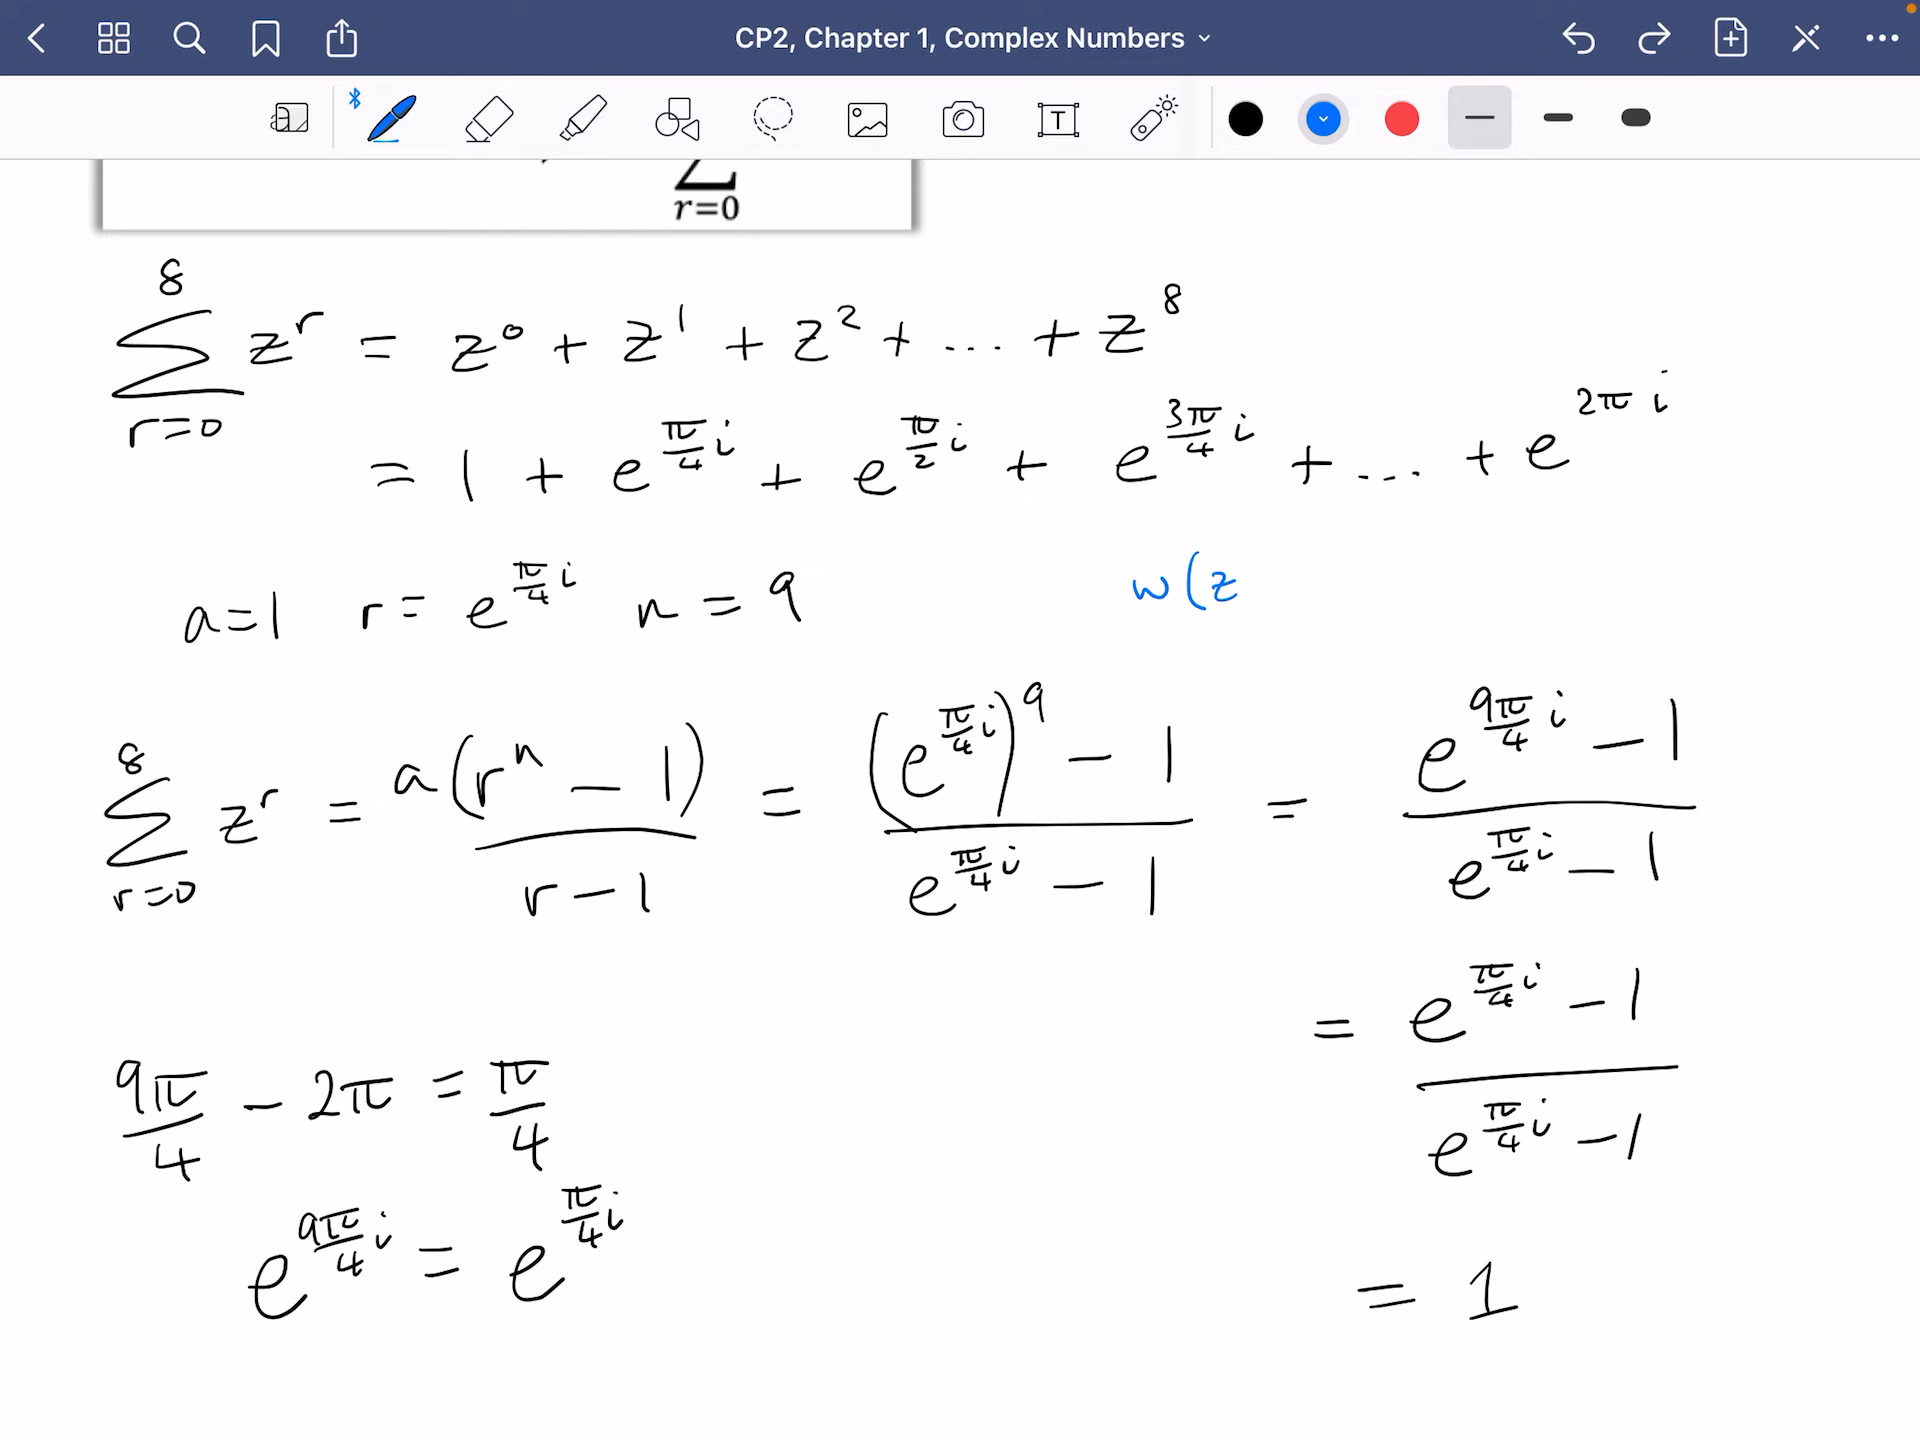 CP2, Chapter 1, Complex Numbers
∑ r=0
∑_{r=0}^{8} z^r = z^0 + z^1 + z^2 + ... + z^8
= 1 + e^{π/4 i} + e^{π/2 i} + e^{3π/4 i} + ... + e^{2π i}
a=1 r= e^{π/4 i} n = 9 w(z
∑_{r=0}^{8} z^r = a(r^n - 1)/(r-1) = ((e^{π/4 i})^9 - 1)/(e^{π/4 i} - 1) = (e^{9π/4 i} - 1)/(e^{π/4 i} - 1)
= (e^{π/4 i} - 1)/(e^{π/4 i} - 1)
9π/4 - 2π = π/4
e^{9π/4 i} = e^{π/4 i}
= 1